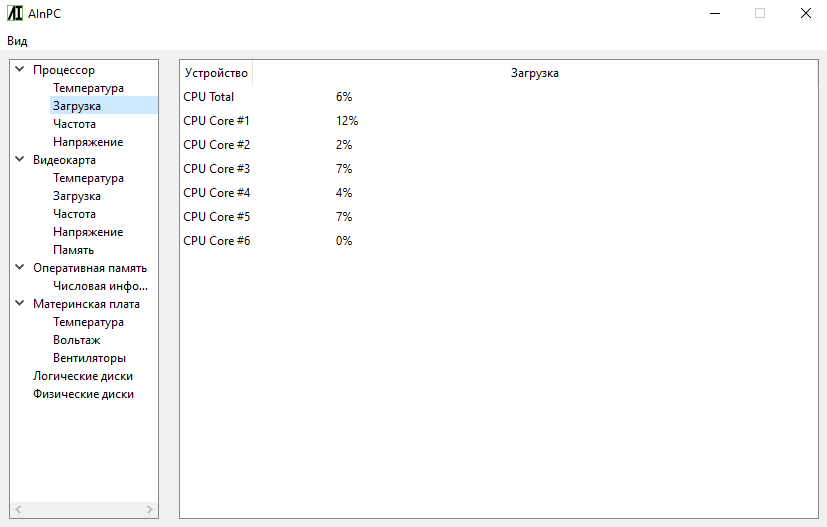 AInPC
Вид
Процессор
Температура
Загрузка
Частота
Напряжение
Видеокарта
Температура
Загрузка
Частота
Напряжение
Память
Оперативная память
Числовая инфо...
Материнская плата
Температура
Вольтаж
Вентиляторы
Логические диски
Физические диски
Устройство Загрузка
CPU Total 6%
CPU Core #1 12%
CPU Core #2 2%
CPU Core #3 7%
CPU Core #4 4%
CPU Core #5 7%
CPU Core #6 0%